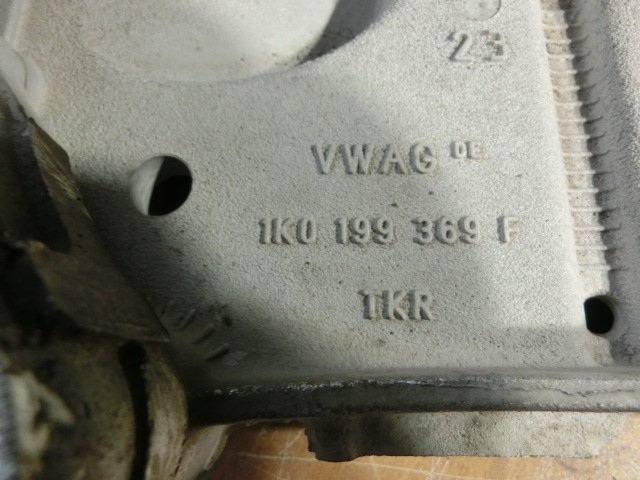 23
VWAG DE
1K0 199 369 F
TKR